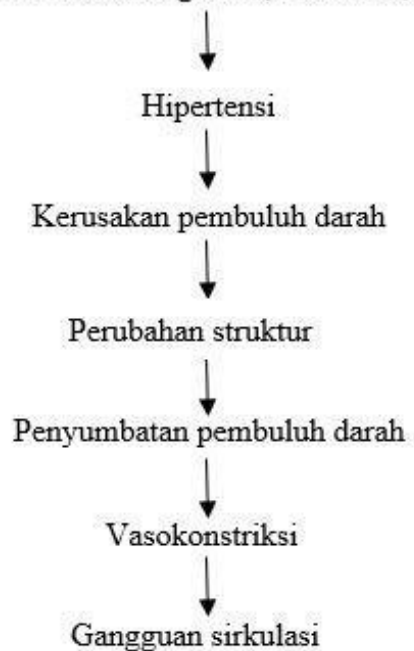 Hipertensi
Kerusakan pembuluh darah
Perubahan struktur
Penyumbatan pembuluh darah
Vasokonstriksi
Gangguan sirkulasi